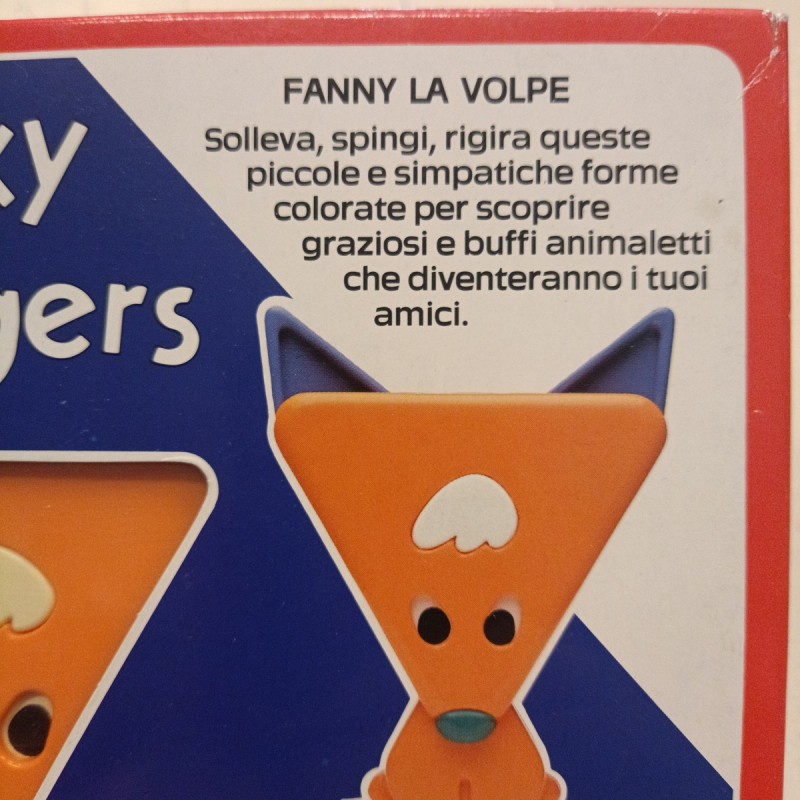 FANNY LA VOLPE
Solleva, spingi, rigira queste
piccole e simpatiche forme
colorate per scoprire
graziosi e buffi animaletti
che diventeranno i tuoi
amici.